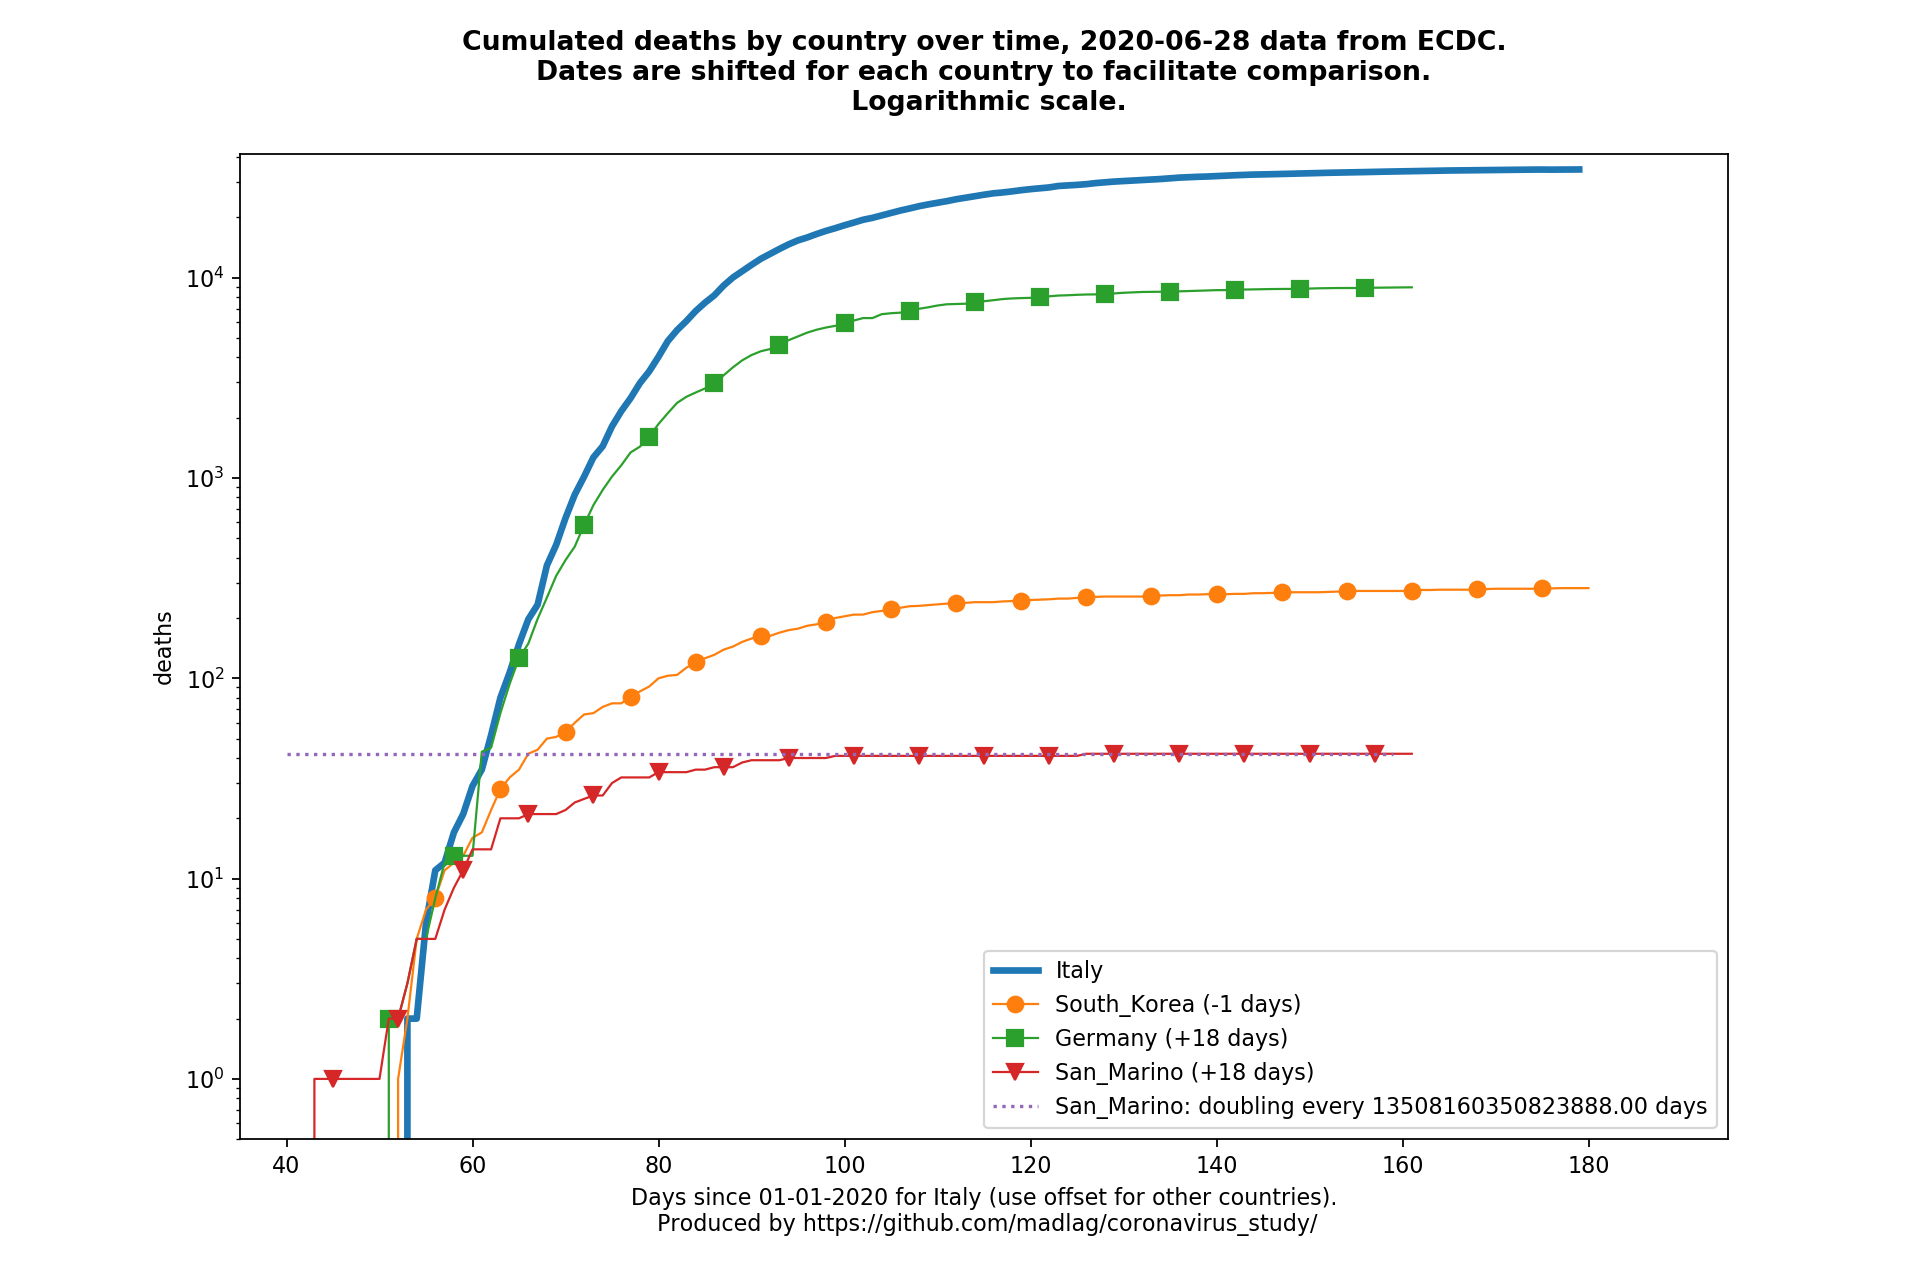 Cumulated deaths by country over time, 2020-06-28 data from ECDC.
Dates are shifted for each country to facilitate comparison.
Logarithmic scale.
10⁴
10³
10²
10¹
10⁰
deaths
Italy
South_Korea (-1 days)
Germany (+18 days)
San_Marino (+18 days)
San_Marino: doubling every 13508160350823888.00 days
40 60 80 100 120 140 160 180
Days since 01-01-2020 for Italy (use offset for other countries).
Produced by https://github.com/madlag/coronavirus_study/